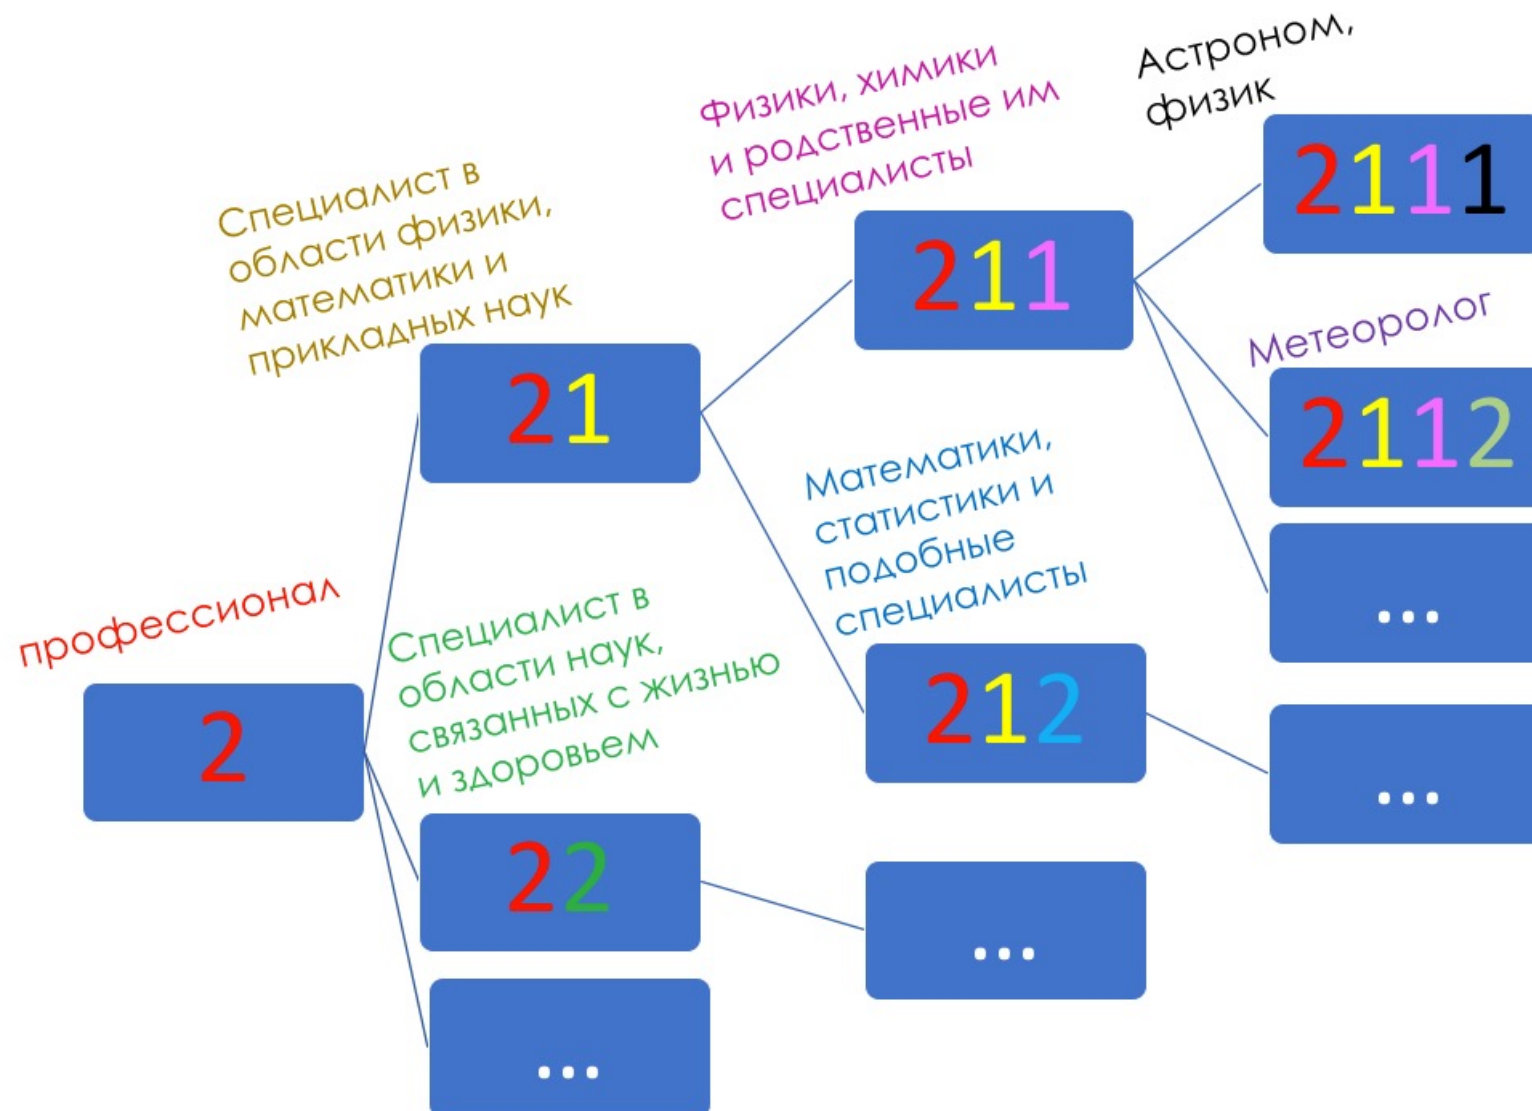 профессионал
2
Специалист в
области физики,
математики и
прикладных наук
21
Специалист в
области наук,
связанных с жизнью
и здоровьем
22
...
Физики, химики
и родственные им
специалисты
211
Математики,
статистики и
подобные
специалисты
212
...
Астроном,
физик
2111
Метеоролог
2112
...
...